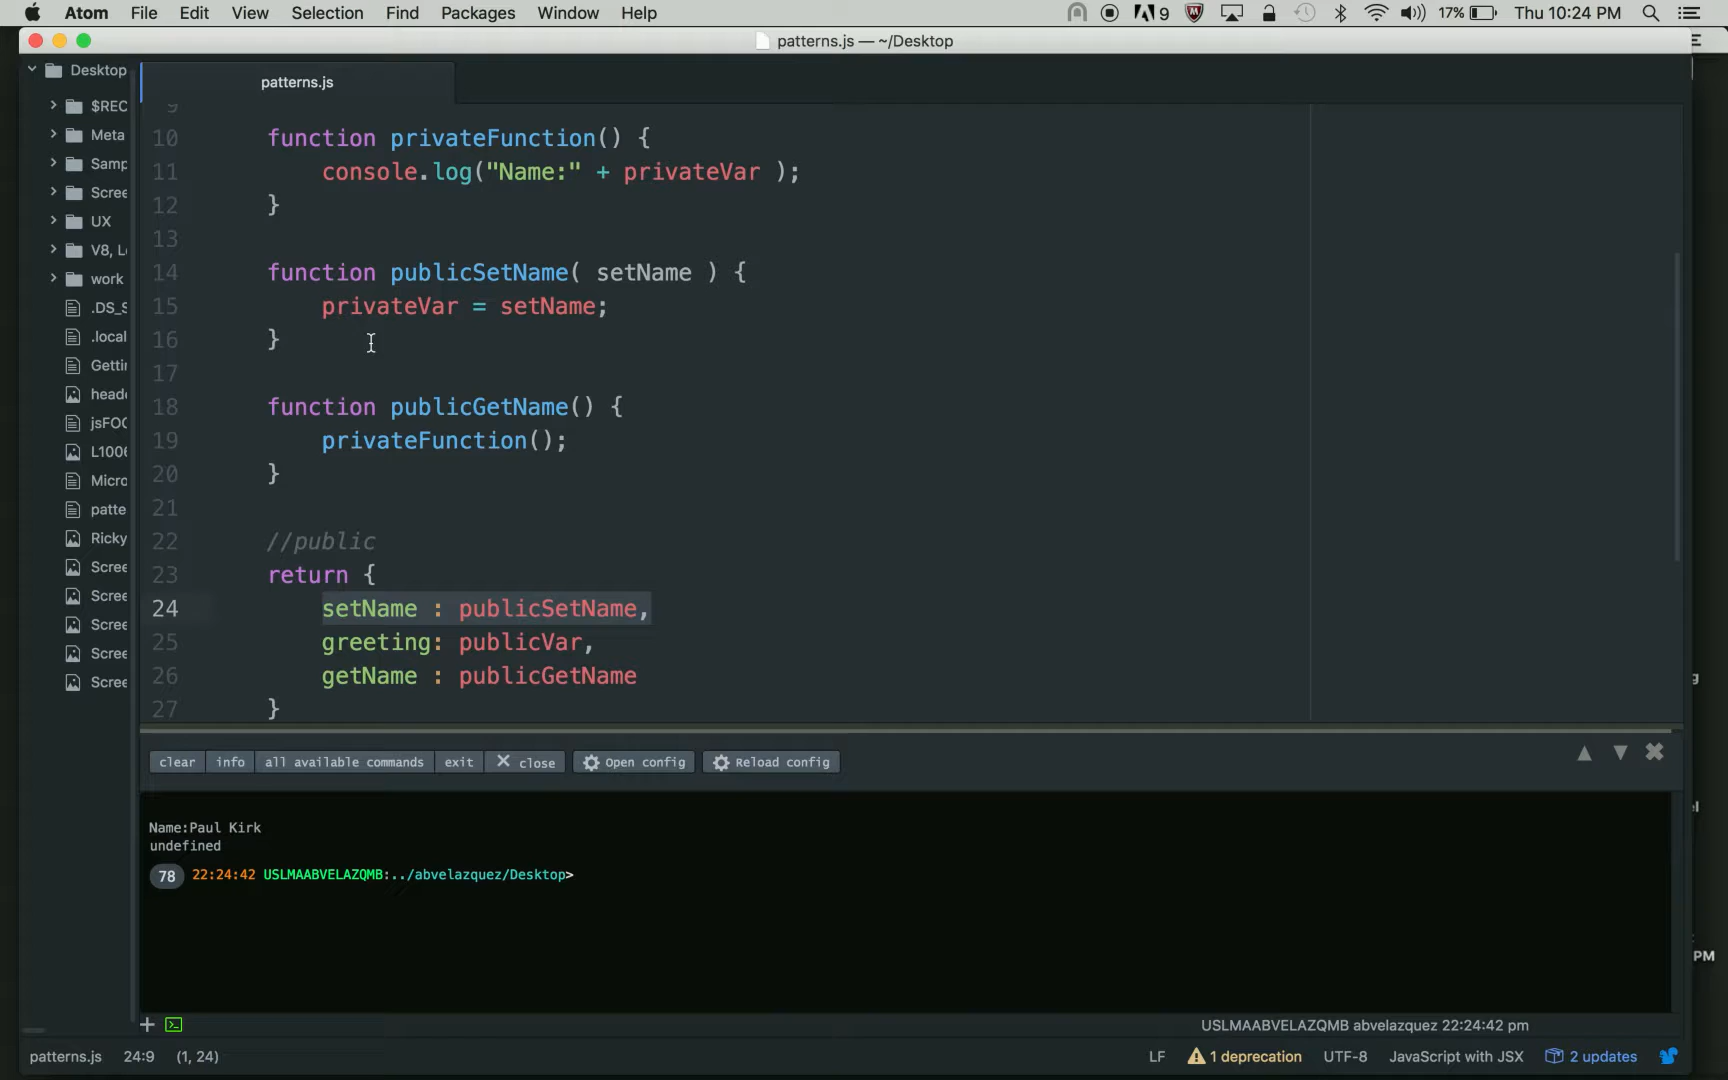 Atom File Edit View Selection Find Packages Window Help 9 17% Thu 10:24 PM
patterns.js — ~/Desktop
Desktop
patterns.js
$REC
Meta
Samp
Scree
UX
V8, Le
work
.DS_S
.local
Gettin
heade
jsFOO
L1006
Micro
patte
Ricky
Scree
Scree
Scree
Scree
Scree
9
10 function privateFunction() {
11 console.log("Name:" + privateVar );
12 }
13
14 function publicSetName( setName ) {
15 privateVar = setName;
16 }
17
18 function publicGetName() {
19 privateFunction();
20 }
21
22 //public
23 return {
24 setName : publicSetName,
25 greeting: publicVar,
26 getName : publicGetName
27 }
clear info all available commands exit close Open config Reload config
Name:Paul Kirk
undefined
78 22:24:42 USLMAABVELAZQMB:../abvelazquez/Desktop>
PM
USLMAABVELAZQMB abvelazquez 22:24:42 pm
patterns.js 24:9 (1, 24) LF 1 deprecation UTF-8 JavaScript with JSX 2 updates